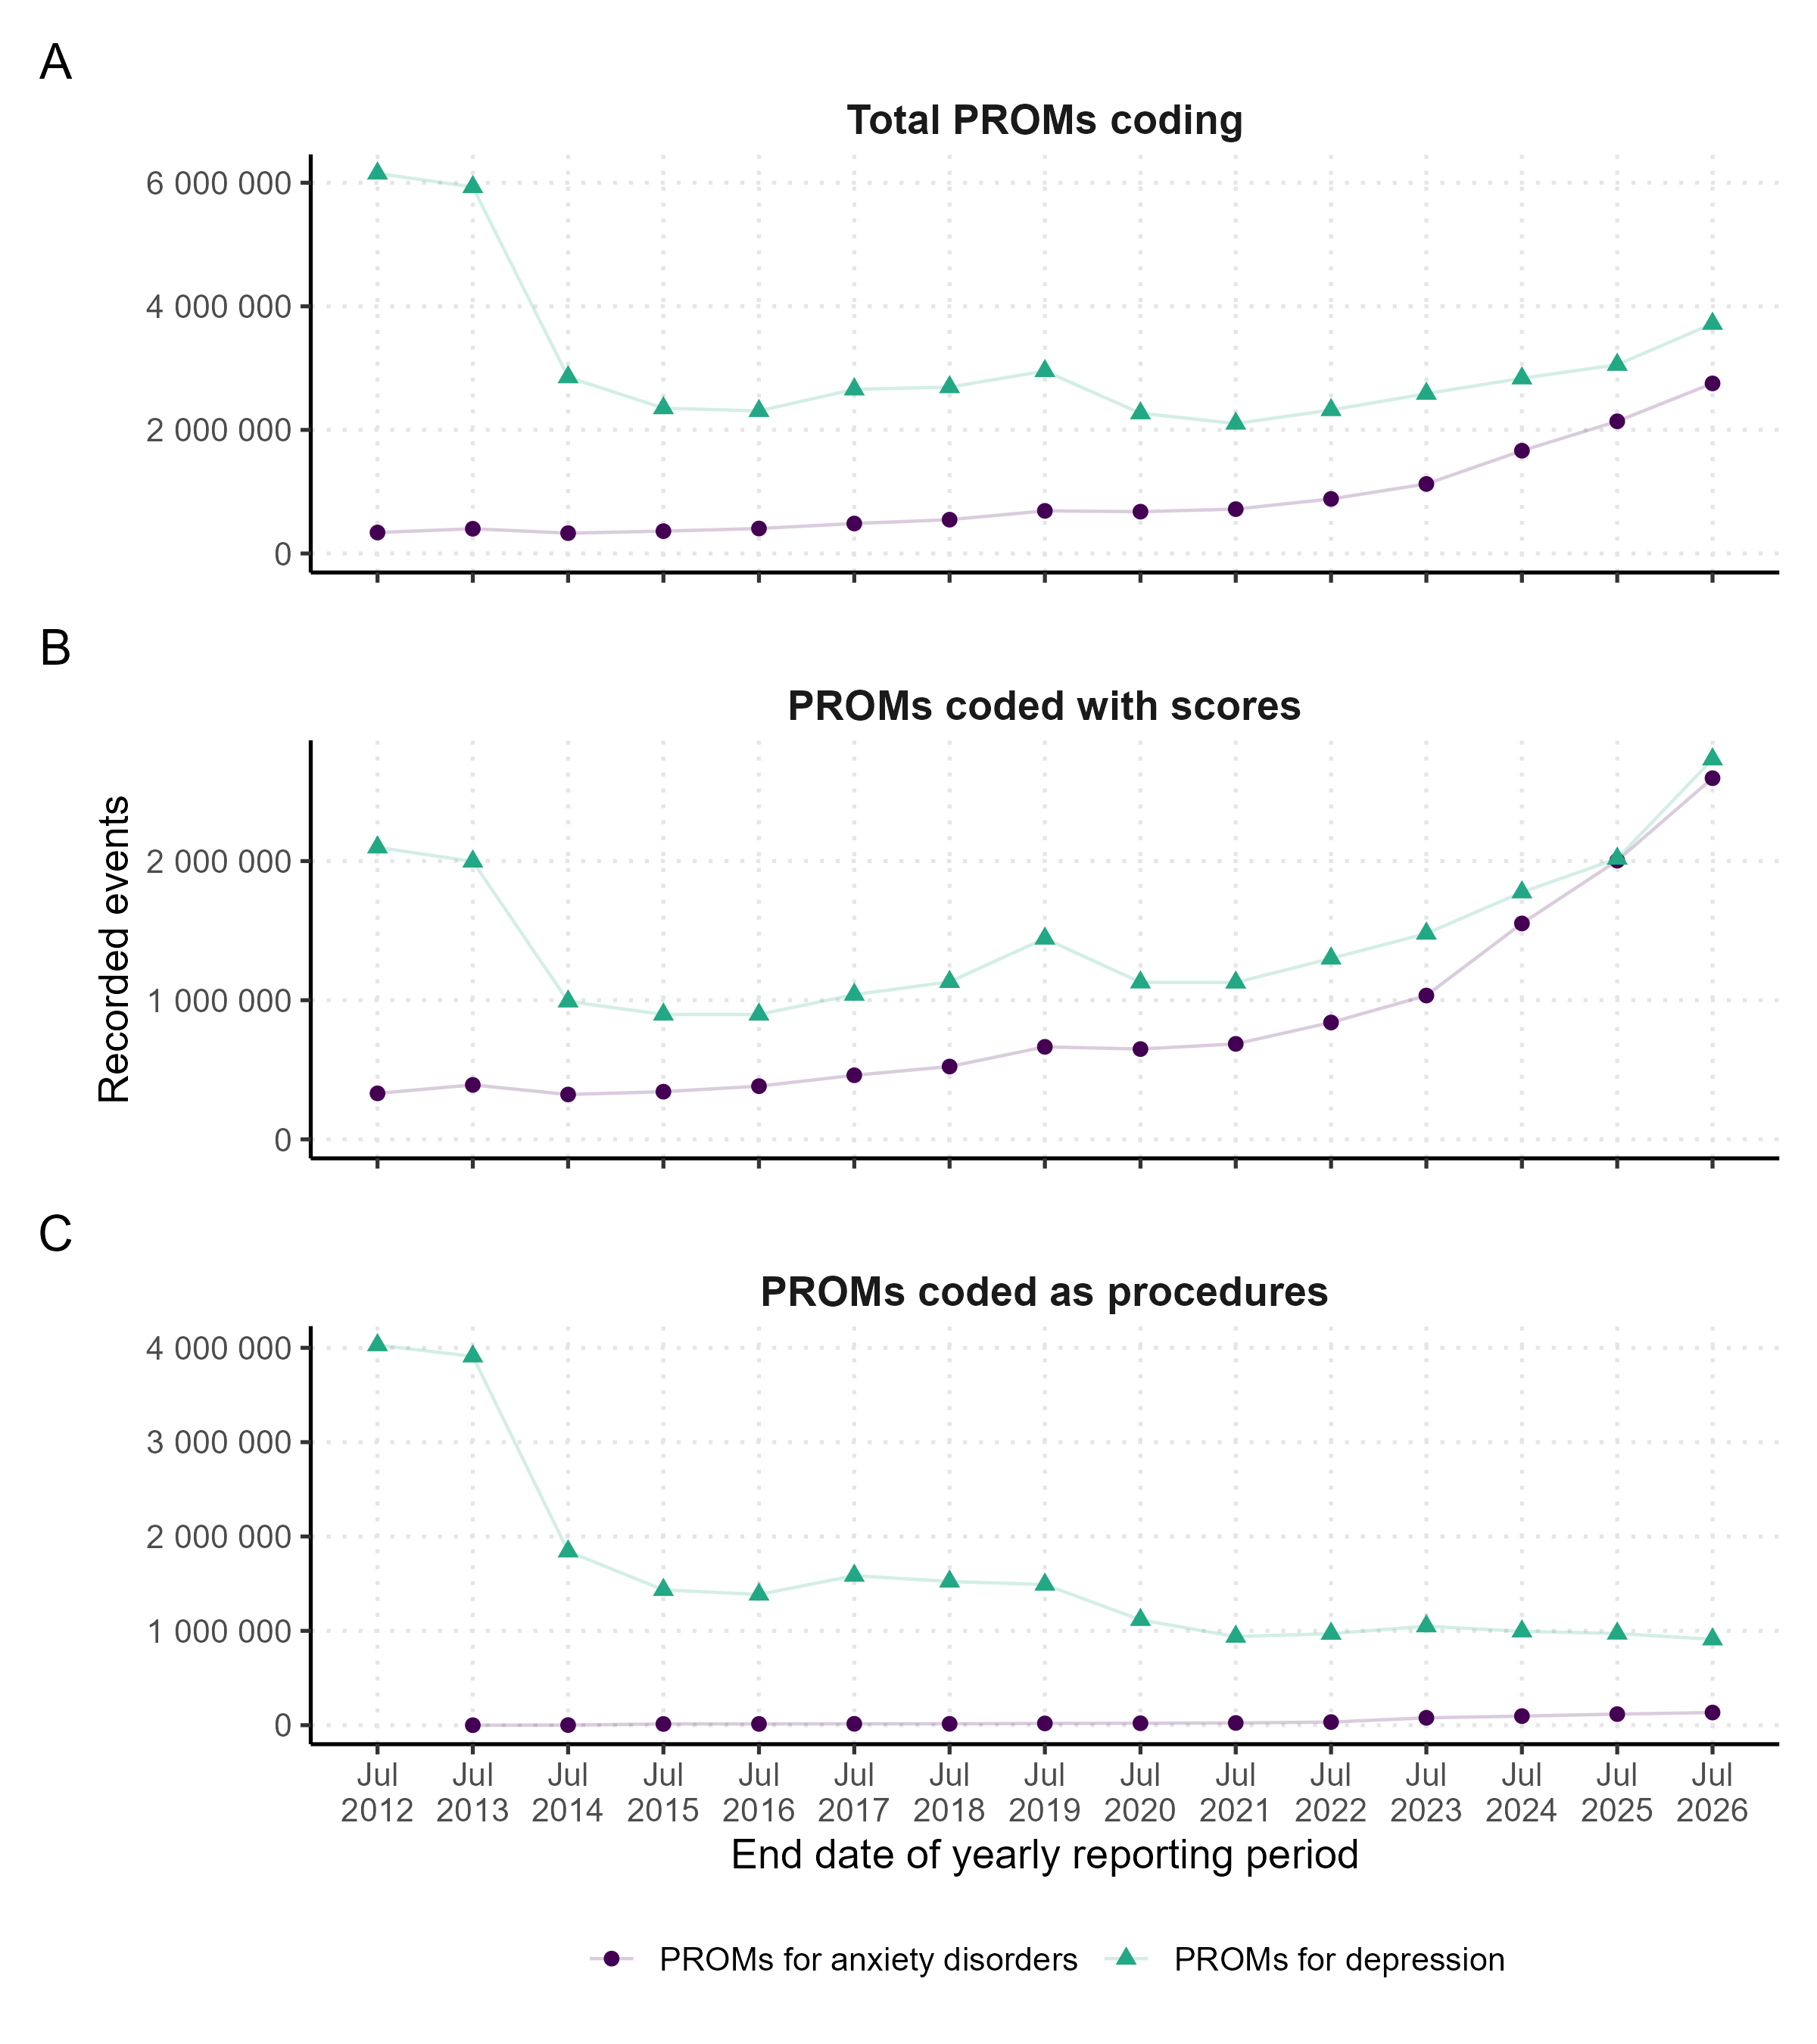 A
Total PROMs coding
6 000 000
4 000 000
2 000 000
0
B
PROMs coded with scores
Recorded events
2 000 000
1 000 000
0
C
PROMs coded as procedures
4 000 000
3 000 000
2 000 000
1 000 000
0
Jul Jul Jul Jul Jul Jul Jul Jul Jul Jul Jul Jul Jul Jul Jul
2012 2013 2014 2015 2016 2017 2018 2019 2020 2021 2022 2023 2024 2025 2026
End date of yearly reporting period
PROMs for anxiety disorders PROMs for depression